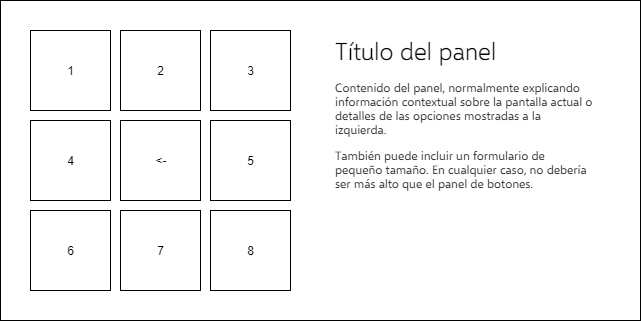 1 2 3
4 <- 5
6 7 8
Título del panel
Contenido del panel, normalmente explicando
información contextual sobre la pantalla actual o
detalles de las opciones mostradas a la
izquierda.
También puede incluir un formulario de
pequeño tamaño. En cualquier caso, no debería
ser más alto que el panel de botones.